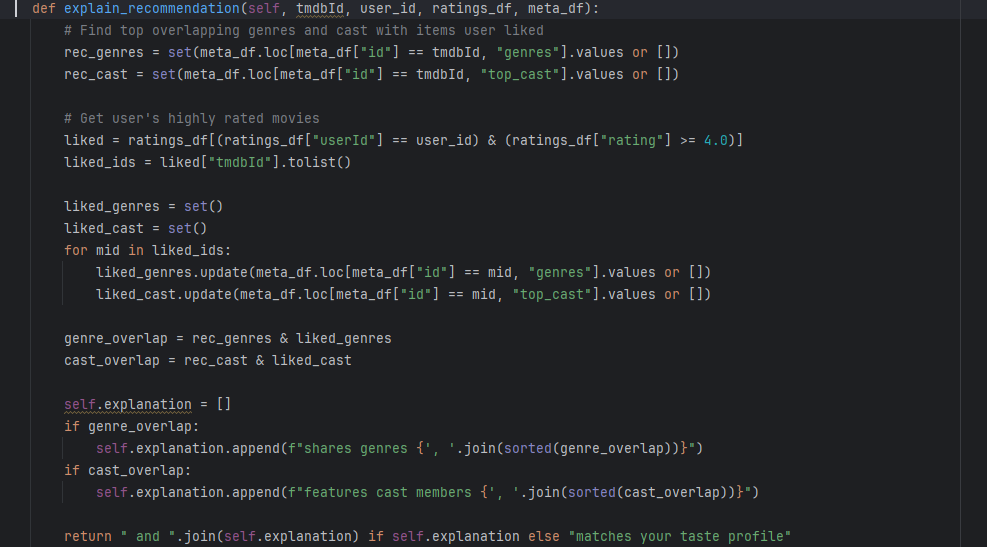 def explain_recommendation(self, tmdbId, user_id, ratings_df, meta_df):
    # Find top overlapping genres and cast with items user liked
    rec_genres = set(meta_df.loc[meta_df["id"] == tmdbId, "genres"].values or [])
    rec_cast = set(meta_df.loc[meta_df["id"] == tmdbId, "top_cast"].values or [])

    # Get user's highly rated movies
    liked = ratings_df[(ratings_df["userId"] == user_id) & (ratings_df["rating"] >= 4.0)]
    liked_ids = liked["tmdbId"].tolist()

    liked_genres = set()
    liked_cast = set()
    for mid in liked_ids:
        liked_genres.update(meta_df.loc[meta_df["id"] == mid, "genres"].values or [])
        liked_cast.update(meta_df.loc[meta_df["id"] == mid, "top_cast"].values or [])

    genre_overlap = rec_genres & liked_genres
    cast_overlap = rec_cast & liked_cast

    self.explanation = []
    if genre_overlap:
        self.explanation.append(f"shares genres {', '.join(sorted(genre_overlap))}")
    if cast_overlap:
        self.explanation.append(f"features cast members {', '.join(sorted(cast_overlap))}")

    return " and ".join(self.explanation) if self.explanation else "matches your taste profile"